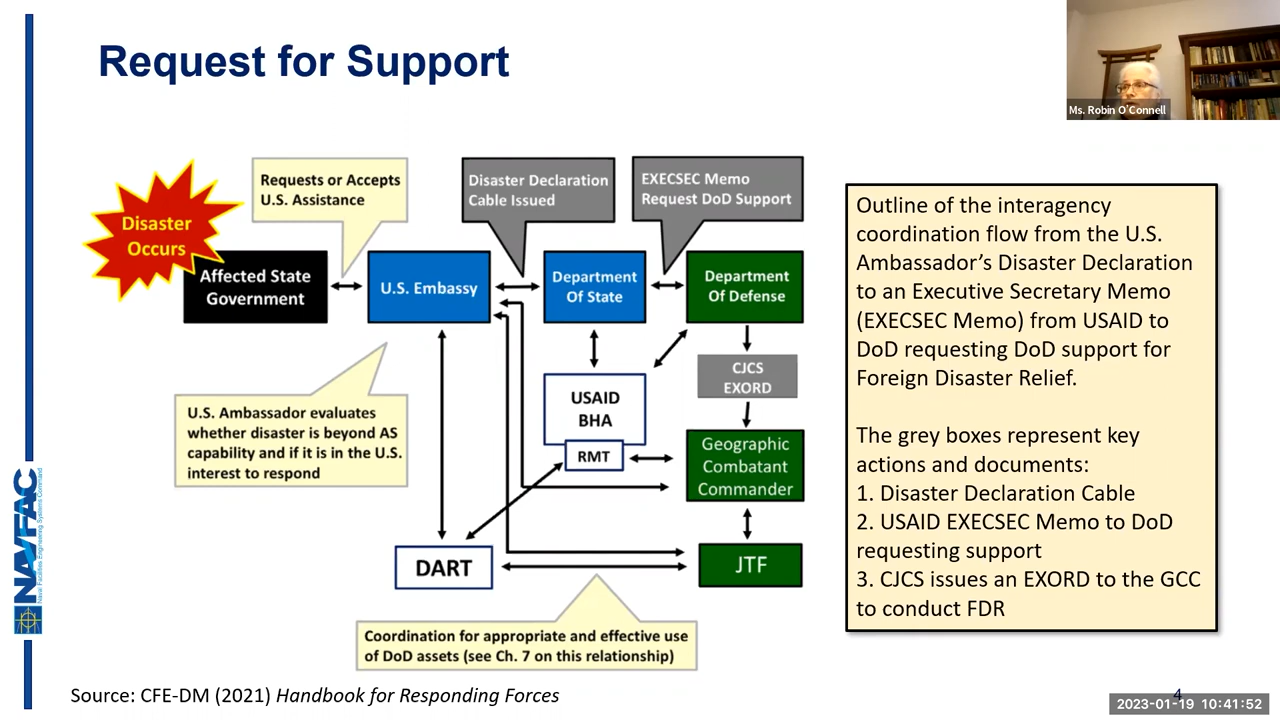 Request for Support
Ms. Robin O'Connell
Disaster
Occurs
Requests or Accepts
U.S. Assistance
Disaster Declaration
Cable Issued
EXECSEC Memo
Request DoD Support
Affected State
Government
U.S. Embassy
Department
Of State
Department
Of Defense
CJCS
EXORD
USAID
BHA
RMT
Geographic
Combatant
Commander
U.S. Ambassador evaluates
whether disaster is beyond AS
capability and if it is in the U.S.
interest to respond
DART
JTF
Coordination for appropriate and effective use
of DoD assets (see Ch. 7 on this relationship)
Outline of the interagency
coordination flow from the U.S.
Ambassador's Disaster Declaration
to an Executive Secretary Memo
(EXECSEC Memo) from USAID to
DoD requesting DoD support for
Foreign Disaster Relief.
The grey boxes represent key
actions and documents:
1. Disaster Declaration Cable
2. USAID EXECSEC Memo to DoD
requesting support
3. CJCS issues an EXORD to the GCC
to conduct FDR
NAVFAC
Naval Facilities Engineering Systems Command
Source: CFE-DM (2021) Handbook for Responding Forces
4
2023-01-19 10:41:52